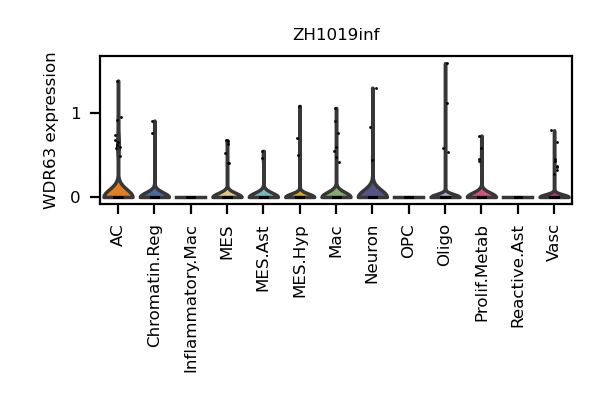 ZH1019inf
WDR63 expression
1
0
AC
Chromatin.Reg
Inflammatory.Mac
MES
MES.Ast
MES.Hyp
Mac
Neuron
OPC
Oligo
Prolif.Metab
Reactive.Ast
Vasc